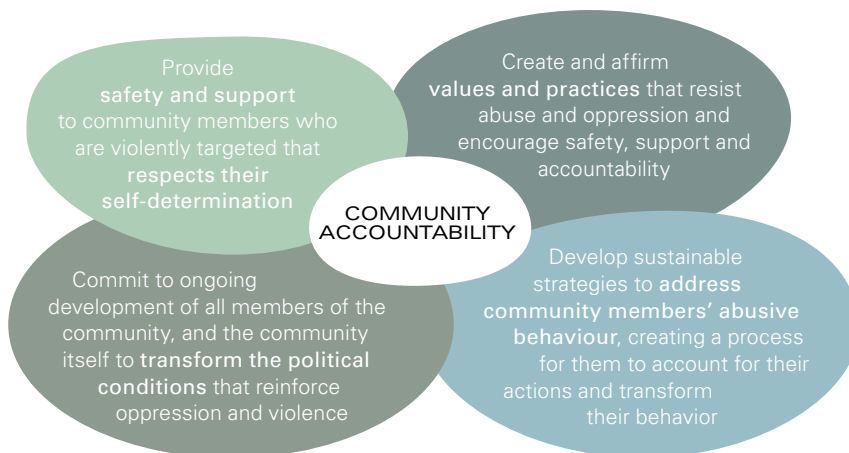 Provide
safety and support
to community members who
are violently targeted that
respects their
self-determination
Create and affirm
values and practices that resist
abuse and oppression and
encourage safety, support and
accountability
COMMUNITY
ACCOUNTABILITY
Commit to ongoing
development of all members of the
community, and the community
itself to transform the political
conditions that reinforce
oppression and violence
Develop sustainable
strategies to address
community members’ abusive
behaviour, creating a process
for them to account for their
actions and transform
their behavior